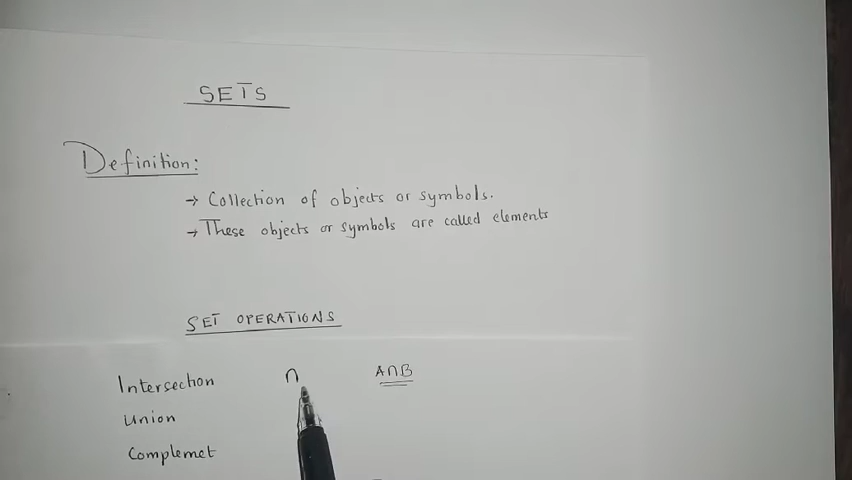 SETS
Definition:
→ Collection of objects or symbols.
→ These objects or symbols are called elements
SET OPERATIONS
Intersection ∩ A∩B
Union
Complemet